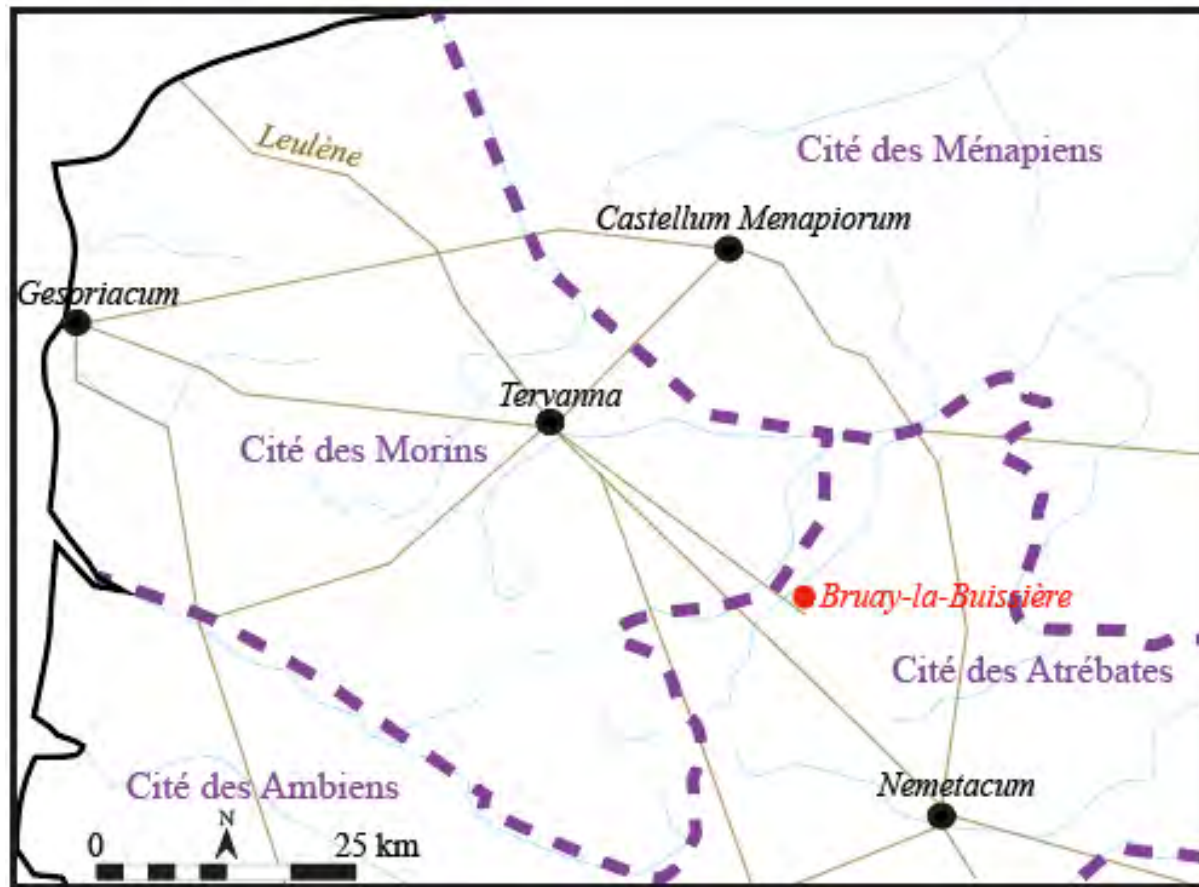 Leulène
Cité des Ménapiens
Castellum Menapiorum
Gesoriacum
Tervanna
Cité des Morins
Bruay-la-Buissière
Cité des Atrébates
Cité des Ambiens
Nemetacum
N
0 25 km